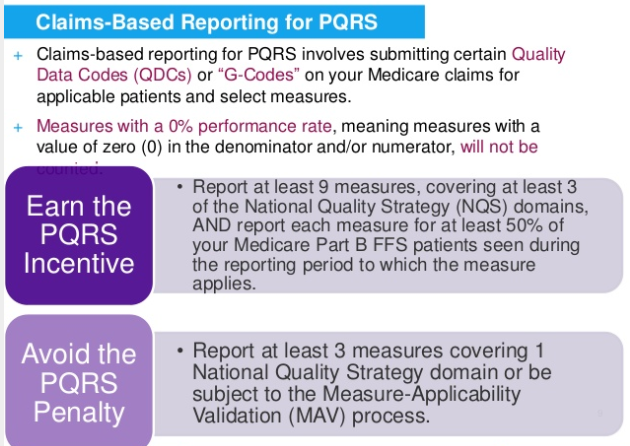 Claims-Based Reporting for PQRS
+ Claims-based reporting for PQRS involves submitting certain Quality
Data Codes (QDCs) or “G-Codes” on your Medicare claims for
applicable patients and select measures.
+ Measures with a 0% performance rate, meaning measures with a
value of zero (0) in the denominator and/or numerator, will not be
counted.
Earn the
PQRS
Incentive
• Report at least 9 measures, covering at least 3
of the National Quality Strategy (NQS) domains,
AND report each measure for at least 50% of
your Medicare Part B FFS patients seen during
the reporting period to which the measure
applies.
Avoid the
PQRS
Penalty
• Report at least 3 measures covering 1
National Quality Strategy domain or be
subject to the Measure-Applicability
Validation (MAV) process.